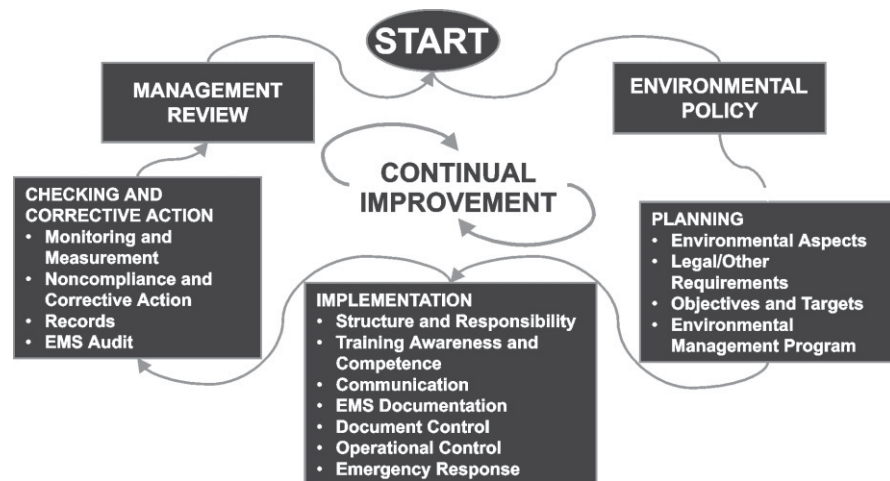 START
MANAGEMENT
REVIEW
ENVIRONMENTAL
POLICY
CONTINUAL
IMPROVEMENT
CHECKING AND
CORRECTIVE ACTION
• Monitoring and
Measurement
• Noncompliance and
Corrective Action
• Records
• EMS Audit
PLANNING
• Environmental Aspects
• Legal/Other
Requirements
• Objectives and Targets
• Environmental
Management Program
IMPLEMENTATION
• Structure and Responsibility
• Training Awareness and
Competence
• Communication
• EMS Documentation
• Document Control
• Operational Control
• Emergency Response